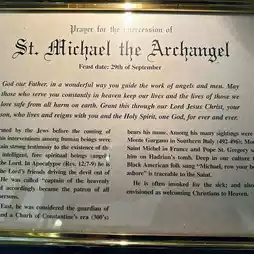 Prayer for the Intercession of
St. Michael the Archangel
Feast date: 29th of September
God our Father, in a wonderful way you guide the work of angels and men. May
those who serve you constantly in heaven keep our lives and the lives of those we
love safe from all harm on earth. Grant this through our Lord Jesus Christ, your
son, who lives and reigns with you and the Holy Spirit, one God, for ever and ever.
by the Jews before the coming of
interventions among human beings were
strong testimony to the existence of the
intelligent, free spiritual beings
the Lord. In Apocalypse (Rev. 12:7-9) he is
the Lord's friends driving the devil out of
He was called "captain of the heavenly
accordingly became the patron of all
East, he was considered the guardian of
and a Church of Constantine's era (300's)
bears his name. Among his many sightings were
Monte Gargano in Southern Italy (492-496); Mont
Saint Michel in France and Pope St. Gregory
him on Hadrian's tomb. Deep in our culture
Black American folk song "Michael, row your
ashore" is traceable to the Saint.
He is often invoked for the sick; and also
envisioned as welcoming Christians to Heaven.